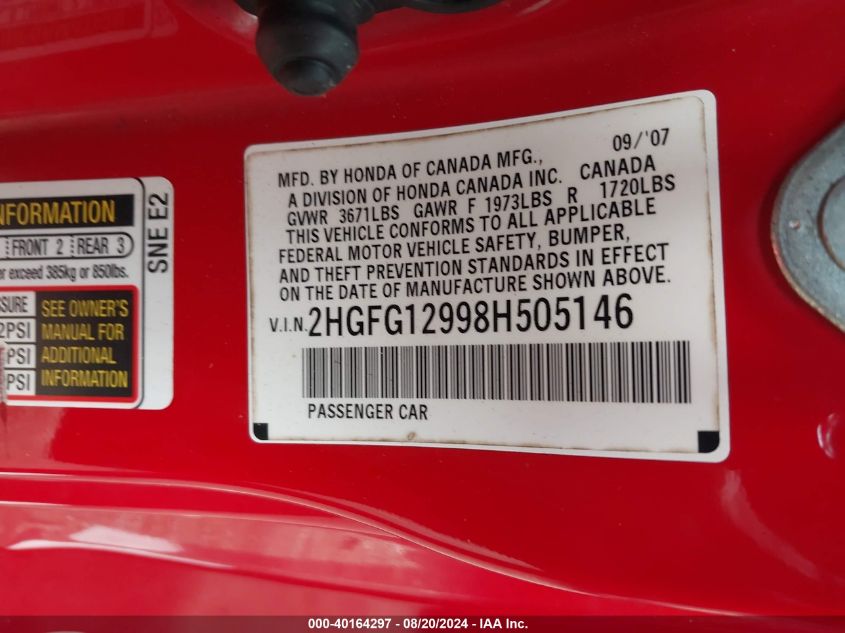 NFORMATION
FRONT 2 REAR 3
er exceed 385kg or 850lbs.
SSURE
2PSI
PSI
PSI
SEE OWNER'S
MANUAL FOR
ADDITIONAL
INFORMATION
SNE E2
09/'07
MFD. BY HONDA OF CANADA MFG.,
A DIVISION OF HONDA CANADA INC. CANADA
GVWR 3671LBS GAWR F 1973LBS R 1720LBS
THIS VEHICLE CONFORMS TO ALL APPLICABLE
FEDERAL MOTOR VEHICLE SAFETY, BUMPER,
AND THEFT PREVENTION STANDARDS IN EFFECT
ON THE DATE OF MANUFACTURE SHOWN ABOVE.
V.I.N. 2HGFG12998H505146
PASSENGER CAR
000-40164297 - 08/20/2024 - IAA Inc.